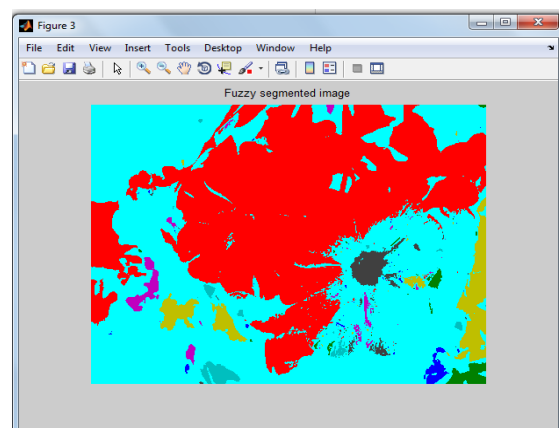 Figure 3
File Edit View Insert Tools Desktop Window Help
Fuzzy segmented image